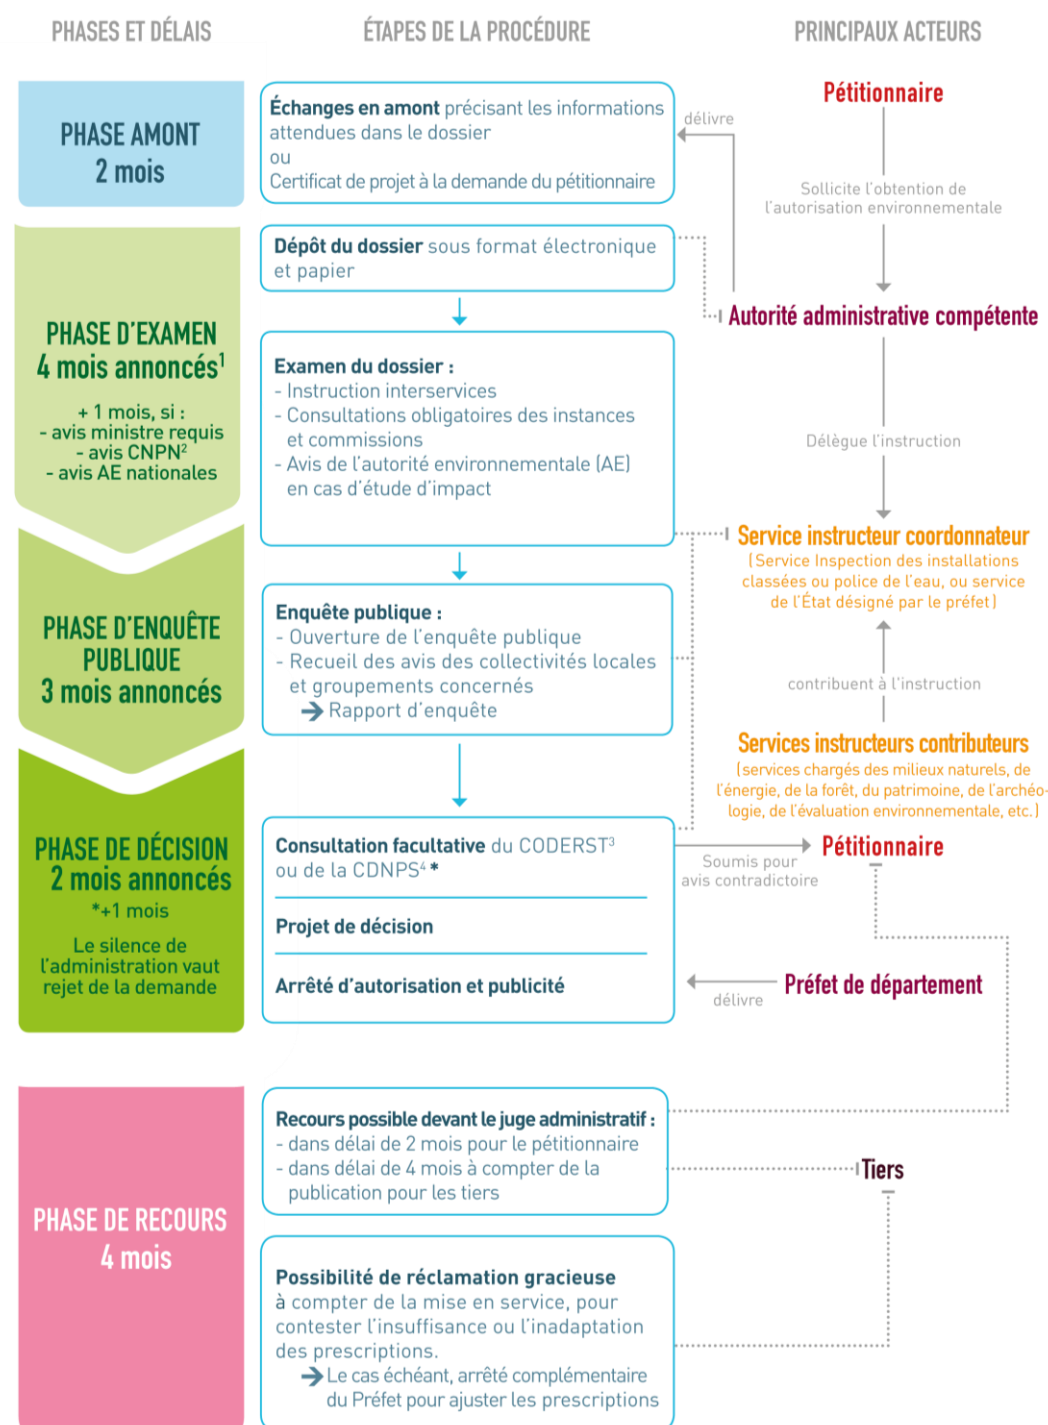 PHASES ET DÉLAIS
ÉTAPES DE LA PROCÉDURE
PRINCIPAUX ACTEURS
PHASE AMONT
2 mois
Échanges en amont précisant les informations
attendues dans le dossier
ou
Certificat de projet à la demande du pétitionnaire
délivre
Pétitionnaire
Sollicite l'obtention de
l'autorisation environnementale
PHASE D'EXAMEN
4 mois annoncés¹
+ 1 mois, si :
- avis ministre requis
- avis CNPN²
- avis AE nationales
Dépôt du dossier sous format électronique
et papier
Autorité administrative compétente
Examen du dossier :
- Instruction interservices
- Consultations obligatoires des instances
et commissions
- Avis de l'autorité environnementale (AE)
en cas d'étude d'impact
Délègue l'instruction
Service instructeur coordonnateur
(Service Inspection des installations
classées ou police de l'eau, ou service
de l'État désigné par le préfet)
PHASE D'ENQUÊTE
PUBLIQUE
3 mois annoncés
Enquête publique :
- Ouverture de l'enquête publique
- Recueil des avis des collectivités locales
et groupements concernés
➔ Rapport d'enquête
contribuent à l'instruction
Services instructeurs contributeurs
(services chargés des milieux naturels, de
l'énergie, de la forêt, du patrimoine, de l'archéo-
logie, de l'évaluation environnementale, etc.)
PHASE DE DÉCISION
2 mois annoncés
*+1 mois
Le silence de
l'administration vaut
rejet de la demande
Consultation facultative du CODERST³
ou de la CDNPS⁴ *
Projet de décision
Arrêté d'autorisation et publicité
Soumis pour
avis contradictoire
Pétitionnaire
délivre
Préfet de département
PHASE DE RECOURS
4 mois
Recours possible devant le juge administratif :
- dans délai de 2 mois pour le pétitionnaire
- dans délai de 4 mois à compter de la
publication pour les tiers
Tiers
Possibilité de réclamation gracieuse
à compter de la mise en service, pour
contester l'insuffisance ou l'inadaptation
des prescriptions.
➔ Le cas échéant, arrêté complémentaire
du Préfet pour ajuster les prescriptions